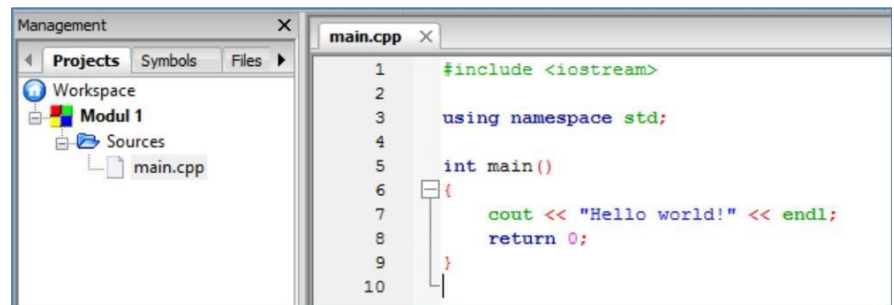 Management
Projects Symbols Files
Workspace
Modul 1
Sources
main.cpp
main.cpp
1 #include <iostream>
2
3 using namespace std;
4
5 int main()
6 {
7 cout << "Hello world!" << endl;
8 return 0;
9 }
10